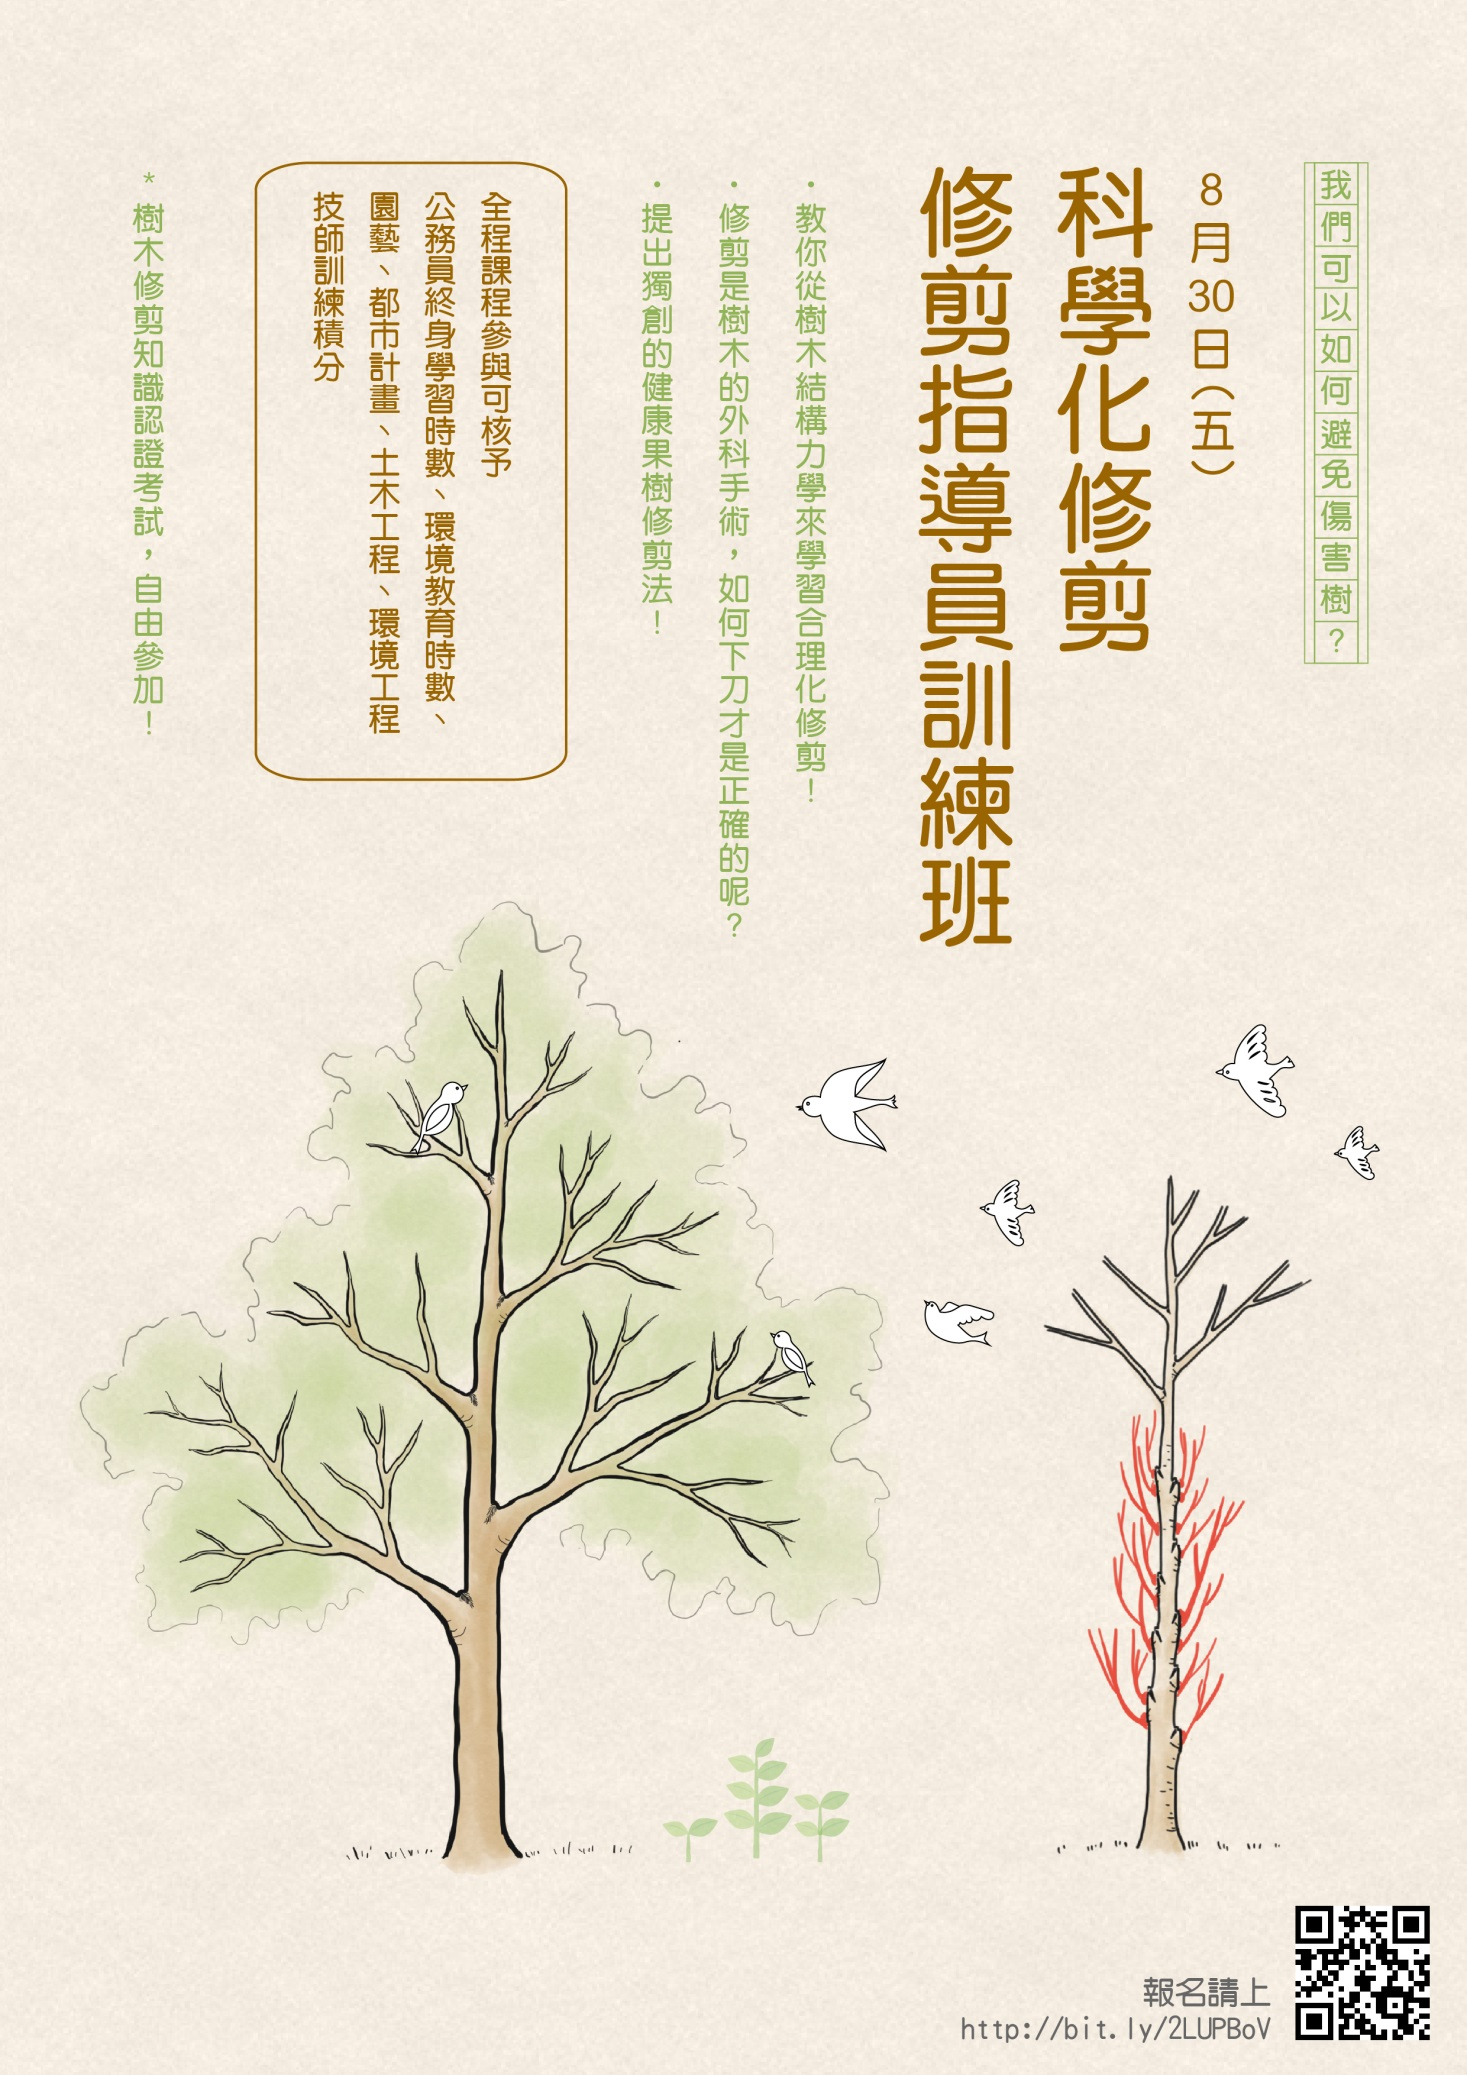 我們可以如何避免傷害樹?
8月30日(五)
科學化修剪
修剪指導員訓練班
・教你從樹木結構力學來學習合理化修剪!
・修剪是樹木的外科手術,如何下刀才是正確的呢?
・提出獨創的健康果樹修剪法!
全程課程參與可核予
公務員終身學習時數、環境教育時數、
園藝、都市計畫、土木工程、環境工程
技師訓練積分
*樹木修剪知識認證考試,自由參加!
報名請上
http://bit.ly/2LUPBoV